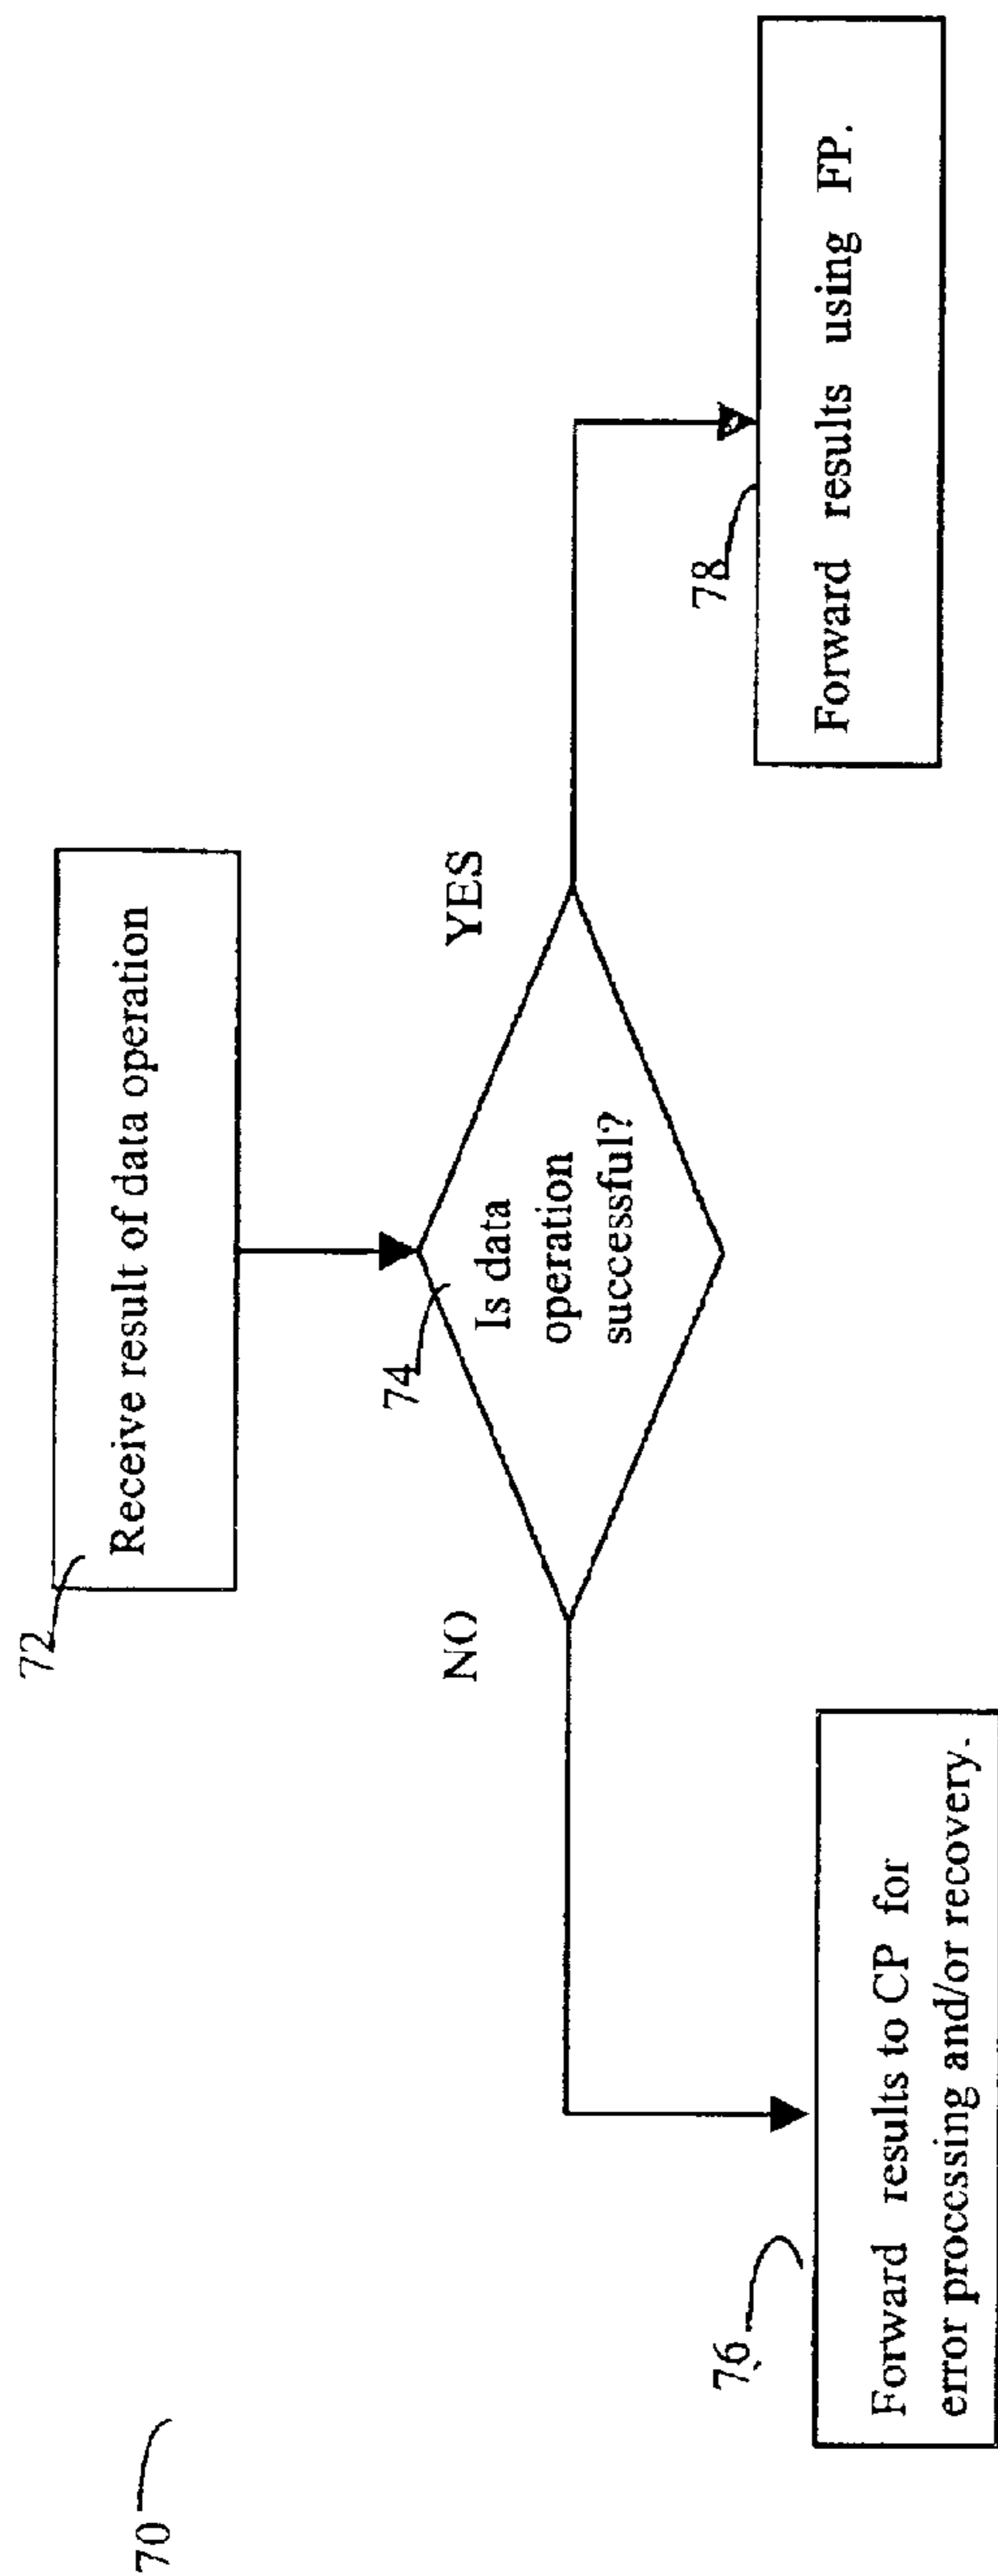 70
72
Receive result of data operation
74
Is data
operation
successful?
NO
YES
76
Forward results to CP for
error processing and/or recovery.
78
Forward results using FP.